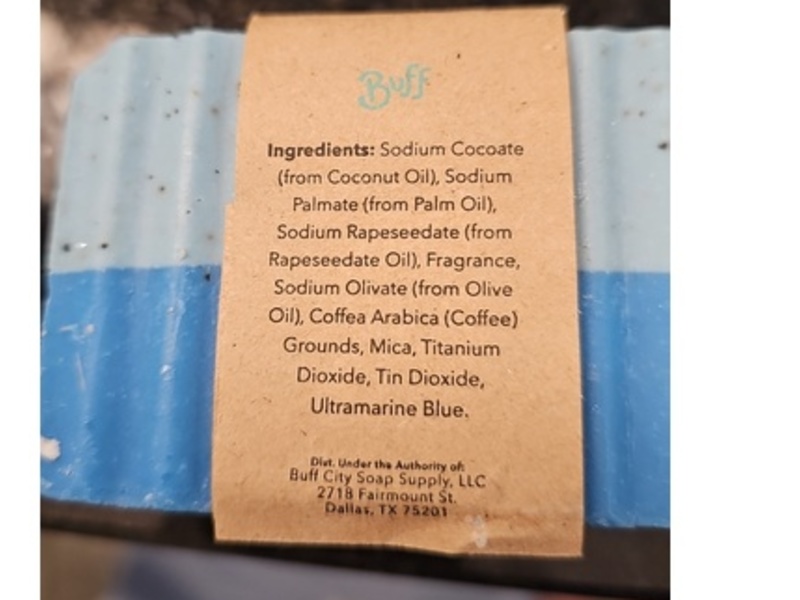 Buff
Ingredients: Sodium Cocoate
(from Coconut Oil), Sodium
Palmate (from Palm Oil),
Sodium Rapeseedate (from
Rapeseedate Oil), Fragrance,
Sodium Olivate (from Olive
Oil), Coffea Arabica (Coffee)
Grounds, Mica, Titanium
Dioxide, Tin Dioxide,
Ultramarine Blue.
Dist. Under the Authority of:
Buff City Soap Supply, LLC
2718 Fairmount St.
Dallas, TX 75201